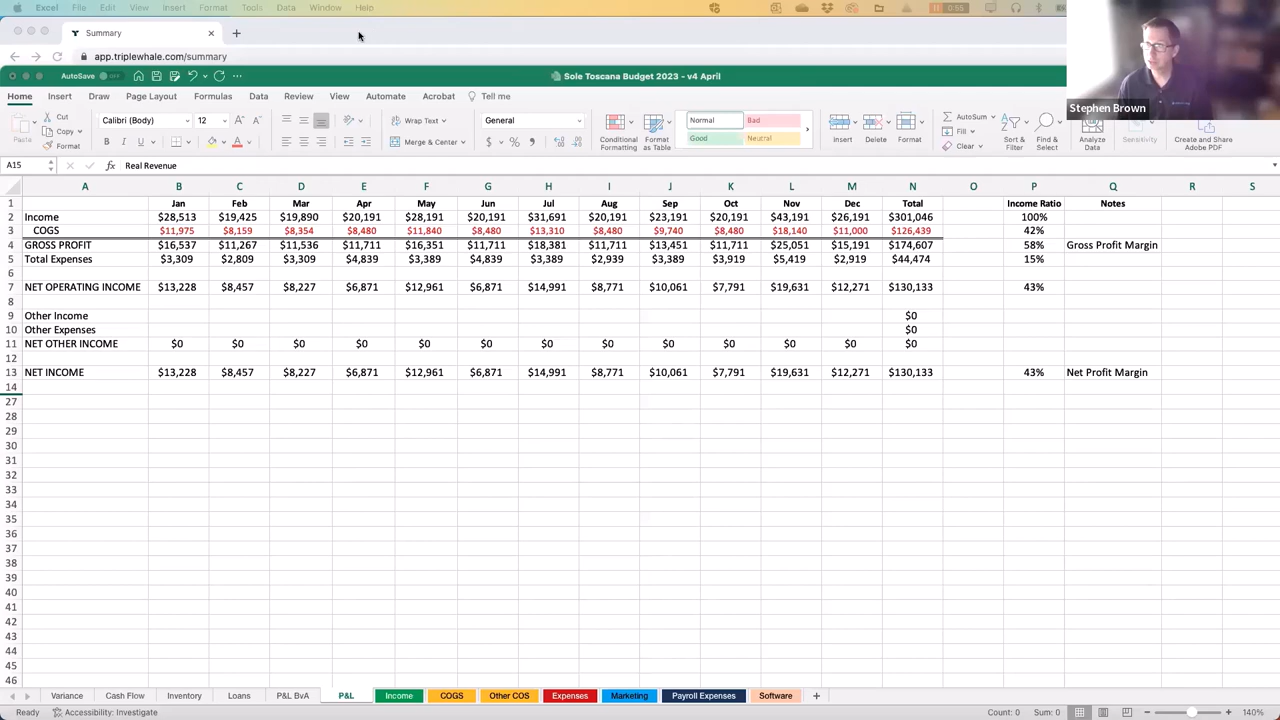 Excel File Edit View Insert Format Tools Data Window Help 0:55
Summary
app.triplewhale.com/summary
AutoSave OFF Sole Toscana Budget 2023 - v4 April
Stephen Brown
Home Insert Draw Page Layout Formulas Data Review View Automate Acrobat Tell me
Cut Calibri (Body) 12 Wrap Text General Normal Bad AutoSum
Copy Fill
Paste Format B I U Merge & Center $ % Conditional Formatting Format as Table Good Neutral Insert Delete Format Clear Sort & Filter Find & Select Analyze Data Sensitivity Create and Share Adobe PDF
A15 fx Real Revenue
A B C D E F G H I J K L M N O P Q R S
1 Jan Feb Mar Apr May Jun Jul Aug Sep Oct Nov Dec Total Income Ratio Notes
2 Income $28,513 $19,425 $19,890 $20,191 $28,191 $20,191 $31,691 $20,191 $23,191 $20,191 $43,191 $26,191 $301,046 100%
3 COGS $11,975 $8,159 $8,354 $8,480 $11,840 $8,480 $13,310 $8,480 $9,740 $8,480 $18,140 $11,000 $126,439 42%
4 GROSS PROFIT $16,537 $11,267 $11,536 $11,711 $16,351 $11,711 $18,381 $11,711 $13,451 $11,711 $25,051 $15,191 $174,607 58% Gross Profit Margin
5 Total Expenses $3,309 $2,809 $3,309 $4,839 $3,389 $4,839 $3,389 $2,939 $3,389 $3,919 $5,419 $2,919 $44,474 15%
6
7 NET OPERATING INCOME $13,228 $8,457 $8,227 $6,871 $12,961 $6,871 $14,991 $8,771 $10,061 $7,791 $19,631 $12,271 $130,133 43%
8
9 Other Income $0
10 Other Expenses $0
11 NET OTHER INCOME $0 $0 $0 $0 $0 $0 $0 $0 $0 $0 $0 $0 $0
12
13 NET INCOME $13,228 $8,457 $8,227 $6,871 $12,961 $6,871 $14,991 $8,771 $10,061 $7,791 $19,631 $12,271 $130,133 43% Net Profit Margin
14
27
28
29
30
31
32
33
34
35
36
37
38
39
40
41
42
43
44
45
46
Variance Cash Flow Inventory Loans P&L BvA P&L Income COGS Other COS Expenses Marketing Payroll Expenses Software
Ready Accessibility: Investigate Count: 0 Sum: 0 140%